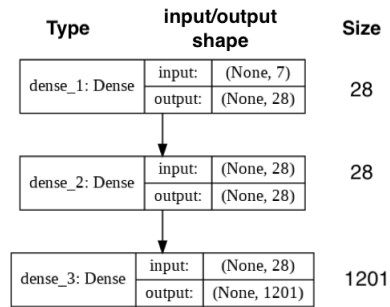 Type input/output shape Size
dense_1: Dense input: (None, 7) 28
output: (None, 28)
dense_2: Dense input: (None, 28) 28
output: (None, 28)
dense_3: Dense input: (None, 28) 1201
output: (None, 1201)